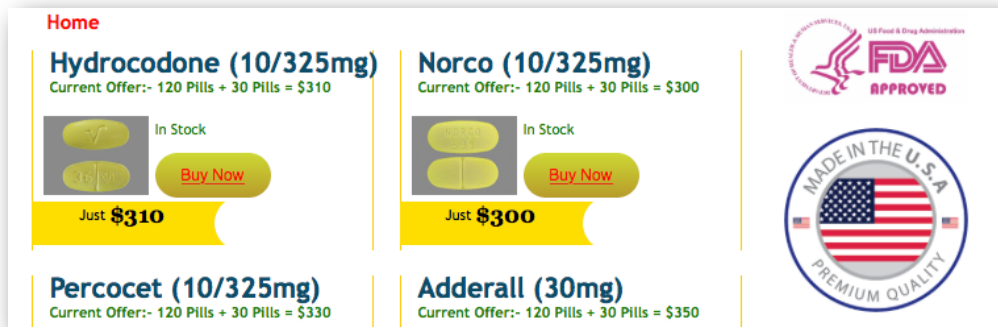 Home
Hydrocodone (10/325mg)
Current Offer:- 120 Pills + 30 Pills = $310
In Stock
Buy Now
Just $310
Norco (10/325mg)
Current Offer:- 120 Pills + 30 Pills = $300
NORCO
In Stock
Buy Now
Just $300
Percocet (10/325mg)
Current Offer:- 120 Pills + 30 Pills = $330
Adderall (30mg)
Current Offer:- 120 Pills + 30 Pills = $350
US Food & Drug Administration
FDA
APPROVED
MADE IN THE U.S.A
PREMIUM QUALITY